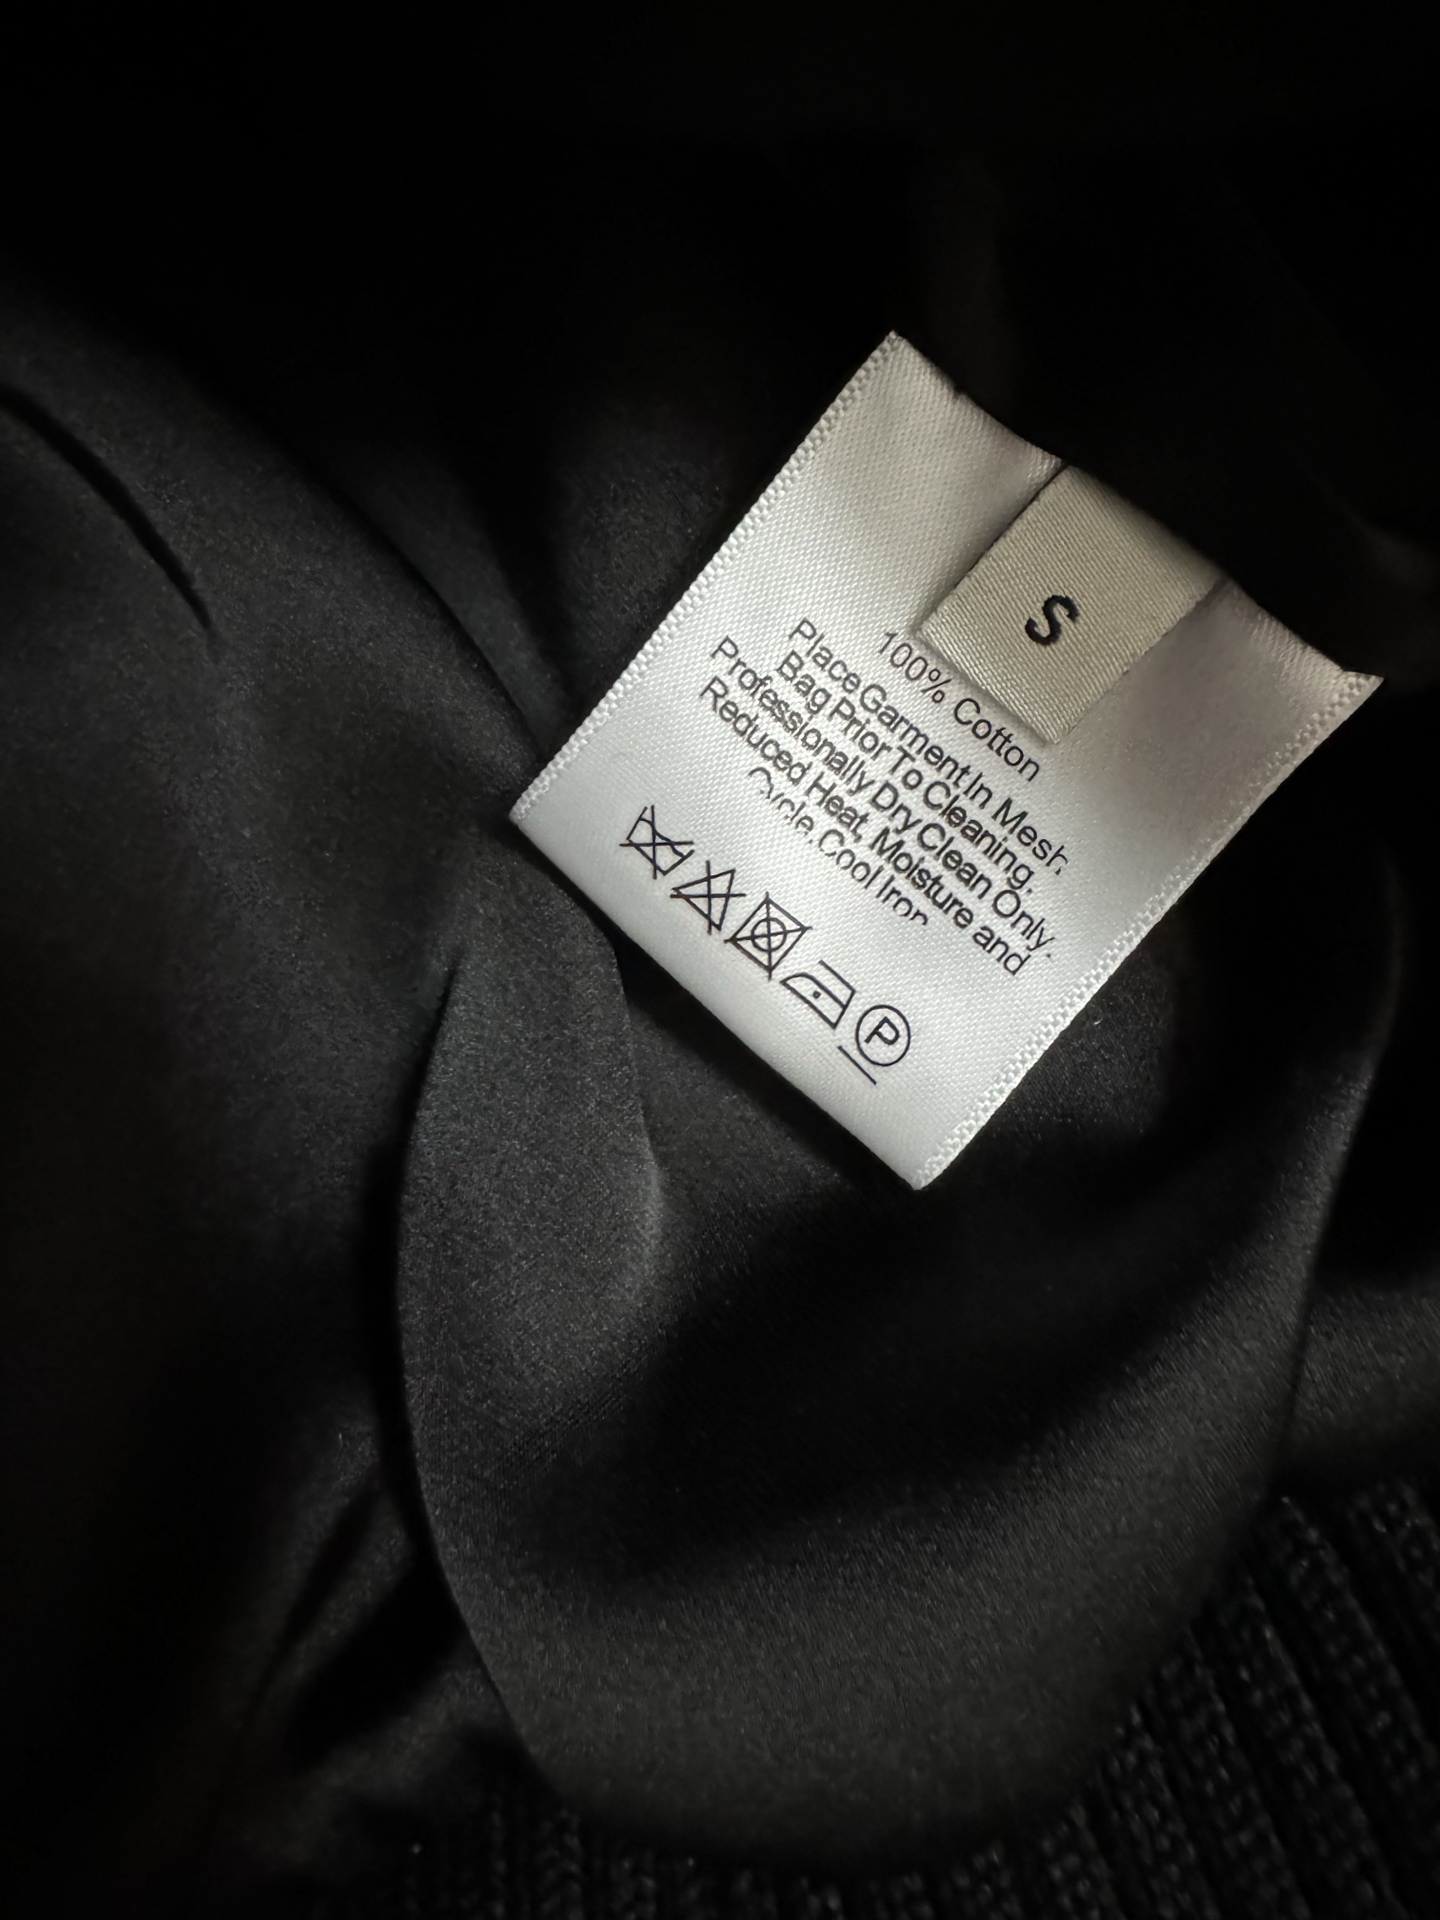 S
100% Cotton
Place Garment In Mesh
Bag Prior To Cleaning.
Professionally Dry Clean Only.
Reduced Heat, Moisture and
Cycle. Cool Iron
P